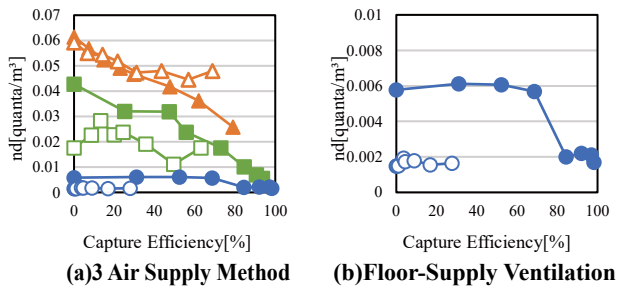 0.07
0.06
0.05
0.04
0.03
0.02
0.01
0
nd[quanta/m³]
0 20 40 60 80 100
Capture Efficiency[%]
(a)3 Air Supply Method
0.01
0.008
0.006
0.004
0.002
0
nd[quanta/m³]
0 20 40 60 80 100
Capture Efficiency[%]
(b)Floor-Supply Ventilation